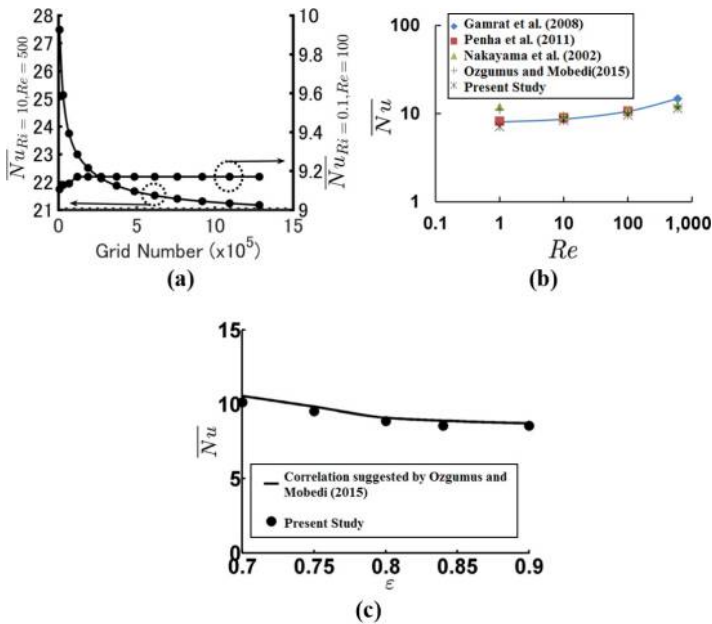 28
27
26
25
24
23
22
21
0
5
10
15
10
9.8
9.6
9.4
9.2
9
Nu Ri = 10, Re = 500
Nu Ri = 0.1, Re = 100
Grid Number (x10⁵)
(a)
100
10
1
0.1
1
10
100
1,000
Nu
Re
Gamrat et al. (2008)
Penha et al. (2011)
Nakayama et al. (2002)
Ozgumus and Mobedi(2015)
Present Study
(b)
15
10
5
0
0.7
0.75
0.8
0.85
0.9
Nu
ε
Correlation suggested by Ozgumus and
Mobedi (2015)
Present Study
(c)